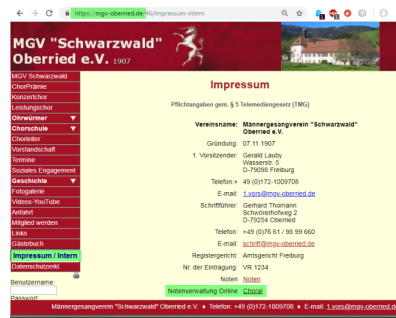 https://mgv-oberried.de/46/impressum-intern
MGV "Schwarzwald"
Oberried e.V. 1907
MGV Schwarzwald
ChorPrämie
Konzertchor
Leistungschor
Ohrwürmer
Chorschule
Chorleiter
Vorstandschaft
Termine
Soziales Engagement
Geschichte
Fotogalerie
Videos-YouTube
Anfahrt
Mitglied werden
Links
Gästebuch
Impressum / Intern
Datenschutzerkl.
Benutzername:
Passwort
Impressum
Pflichtangaben gem. § 5 Telemediengesetz (TMG)
Vereinsname: Männergesangverein "Schwarzwald"
Oberried e.V.
Gründung: 07.11.1907
1. Vorsitzender: Gerald Lauby
Wasserstr. 5
D-79098 Freiburg
Telefon:+ 49 (0)172-1009708
E-mail: 1.vors@mgv-oberried.de
Schriftführer: Gerhard Thomann
Schwörerhofweg 2
D-79254 Oberried
Telefon: +49 (0)76 61 / 98 99 660
E-mail: schrift@mgv-oberried.de
Registergericht: Amtsgericht Freiburg
Nr. der Eintragung: VR 1234
Noten Noten
Notenverwaltung Online Choral
Männergesangverein "Schwarzwald" Oberried e.V. ♦ Telefon: +49 (0)172-1009708 ♦ E-mail: 1.vors@mgv-oberried.d